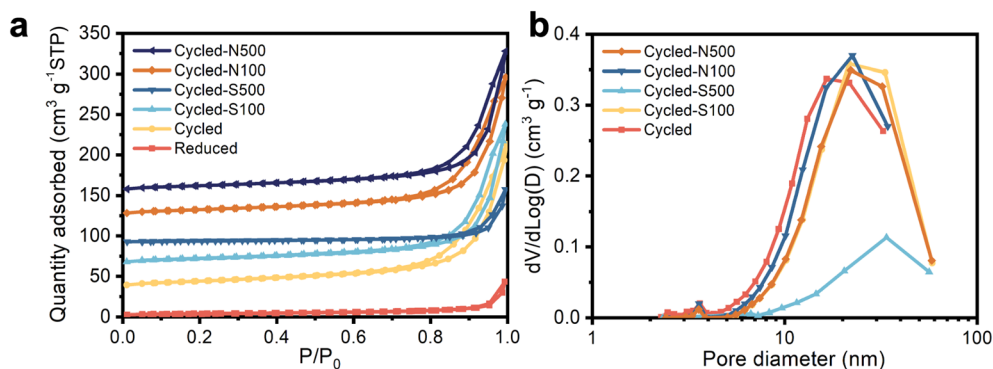 a
Quantity adsorbed (cm³ g⁻¹STP)
350
300
250
200
150
100
50
0
Cycled-N500
Cycled-N100
Cycled-S500
Cycled-S100
Cycled
Reduced
0.0 0.2 0.4 0.6 0.8 1.0
P/P₀
b
dV/dLog(D) (cm³ g⁻¹)
0.4
0.3
0.2
0.1
0.0
Cycled-N500
Cycled-N100
Cycled-S500
Cycled-S100
Cycled
1 10 100
Pore diameter (nm)